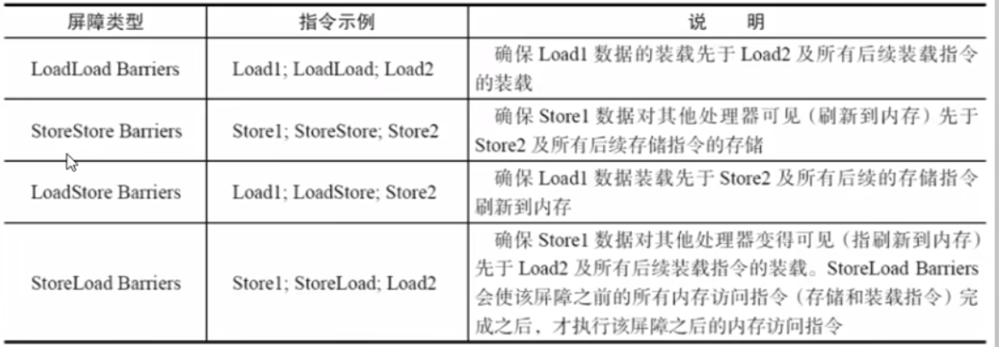 屏障类型 指令示例 说 明
LoadLoad Barriers Load1; LoadLoad; Load2 确保 Load1 数据的装载先于 Load2 及所有后续装载指令
的装载
StoreStore Barriers Store1; StoreStore; Store2 确保 Store1 数据对其他处理器可见（刷新到内存）先于
Store2 及所有后续存储指令的存储
LoadStore Barriers Load1; LoadStore; Store2 确保 Load1 数据装载先于 Store2 及所有后续的存储指令
刷新到内存
StoreLoad Barriers Store1; StoreLoad; Load2 确保 Store1 数据对其他处理器变得可见（指刷新到内存）
先于 Load2 及所有后续装载指令的装载。StoreLoad Barriers
会使该屏障之前的所有内存访问指令（存储和装载指令）完
成之后，才执行该屏障之后的内存访问指令